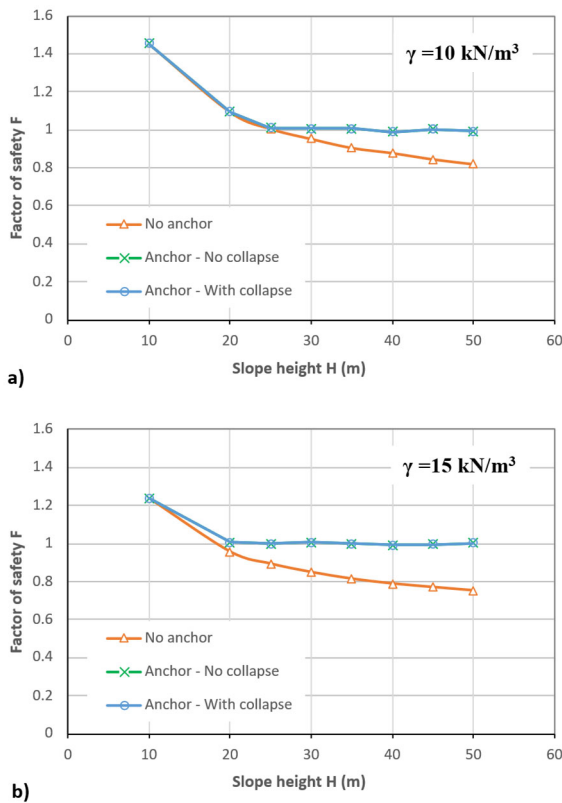 1.6
1.4
1.2
1
0.8
0.6
0.4
0.2
0
Factor of safety F
γ =10 kN/m³
No anchor
Anchor - No collapse
Anchor - With collapse
0 10 20 30 40 50 60
Slope height H (m)
a)
1.6
1.4
1.2
1
0.8
0.6
0.4
0.2
0
Factor of safety F
γ =15 kN/m³
No anchor
Anchor - No collapse
Anchor - With collapse
0 10 20 30 40 50 60
Slope height H (m)
b)